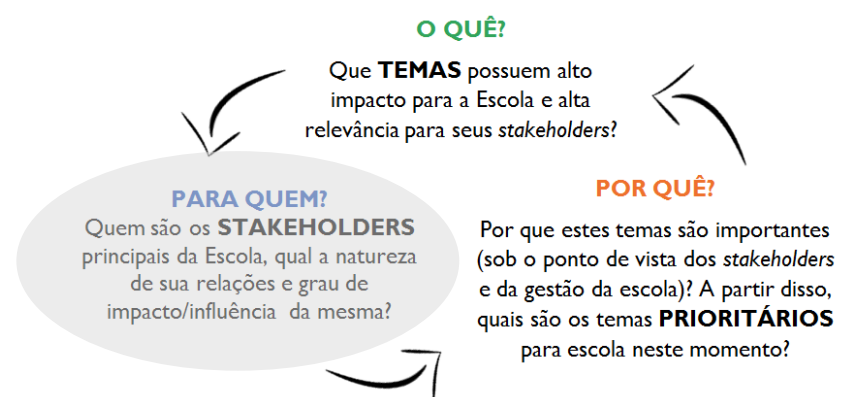 O QUÊ?
Que TEMAS possuem alto
impacto para a Escola e alta
relevância para seus stakeholders?
PARA QUEM?
Quem são os STAKEHOLDERS
principais da Escola, qual a natureza
de sua relações e grau de
impacto/influência da mesma?
POR QUÊ?
Por que estes temas são importantes
(sob o ponto de vista dos stakeholders
e da gestão da escola)? A partir disso,
quais são os temas PRIORITÁRIOS
para escola neste momento?